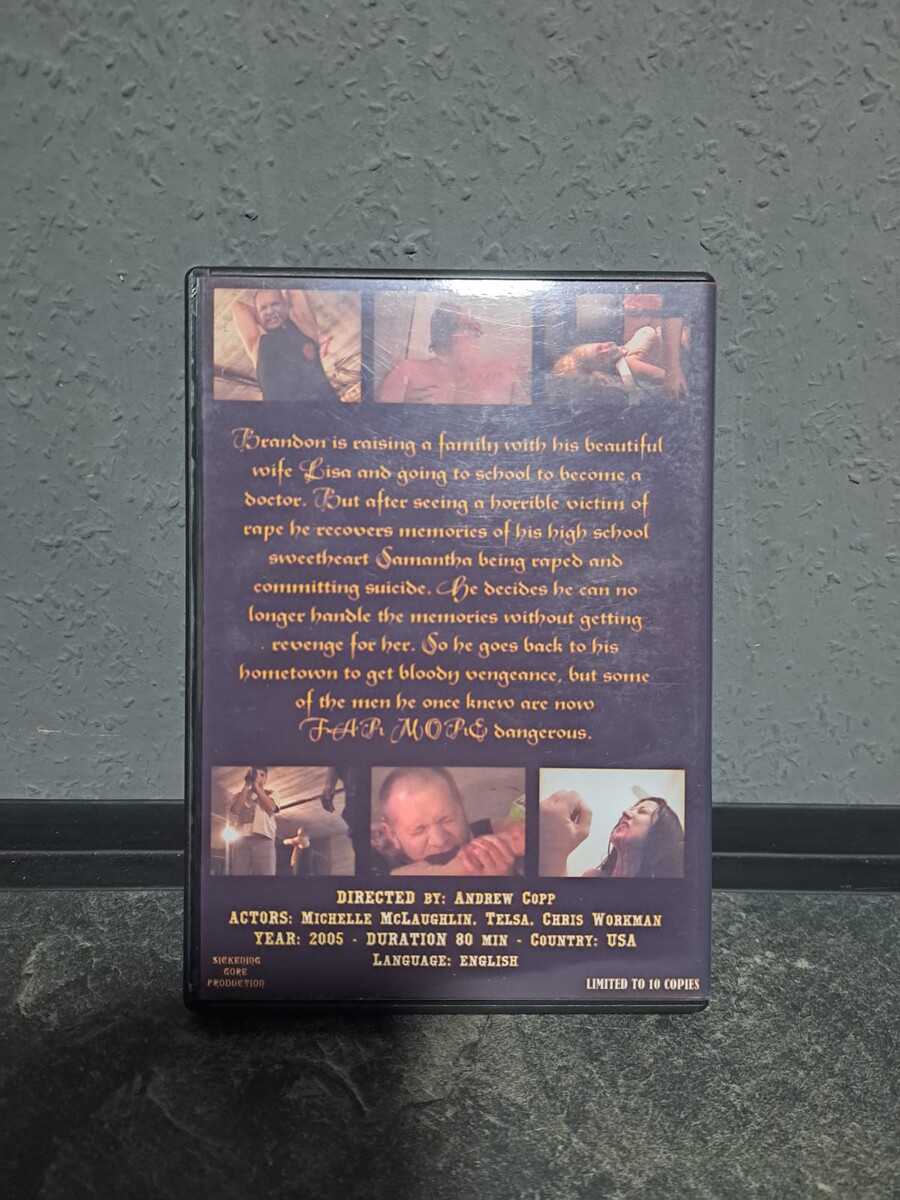 Brandon is raising a family with his beautiful
wife Lisa and going to school to become a
doctor. But after seeing a horrible victim of
rape he recovers memories of his high school
sweetheart Samantha being raped and
committing suicide. He decides he can no
longer handle the memories without getting
revenge for her. So he goes back to his
hometown to get bloody vengeance, but some
of the men he once knew are now
FAR MORE dangerous.
DIRECTED BY: ANDREW COPP
ACTORS: MICHELLE MCLAUGHLIN, TELSA, CHRIS WORKMAN
YEAR: 2005 - DURATION 80 MIN - COUNTRY: USA
LANGUAGE: ENGLISH
SICKENING
GORE
PRODUCTION
LIMITED TO 10 COPIES